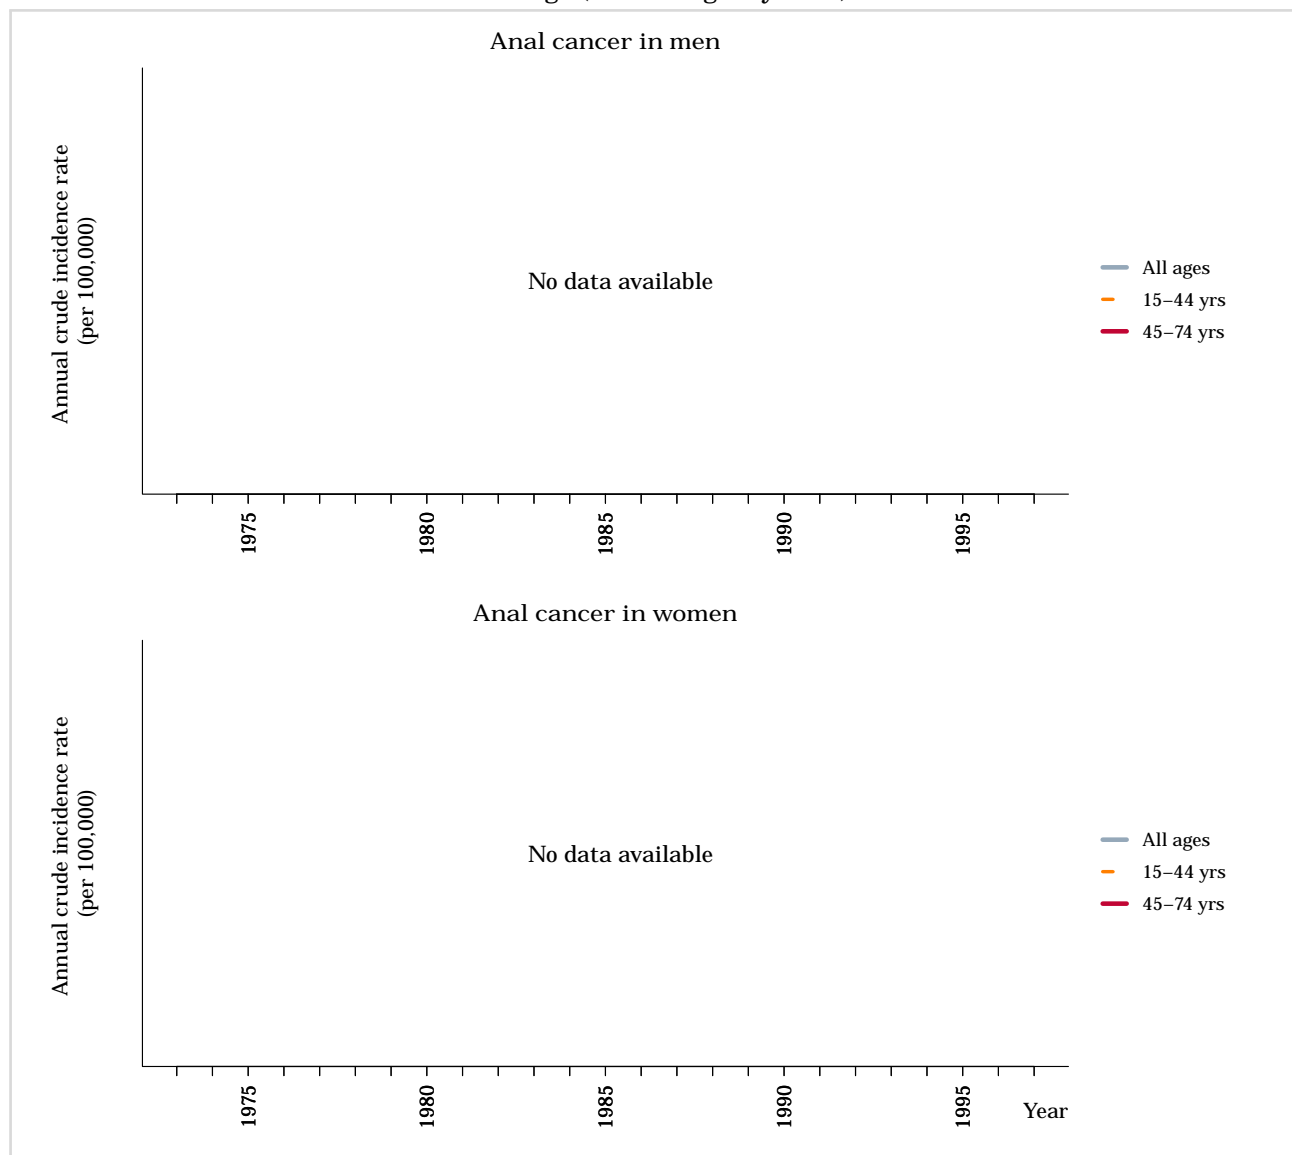 Anal cancer in men
Annual crude incidence rate
(per 100,000)
No data available
All ages
15–44 yrs
45–74 yrs
1975
1980
1985
1990
1995
Anal cancer in women
Annual crude incidence rate
(per 100,000)
No data available
All ages
15–44 yrs
45–74 yrs
1975
1980
1985
1990
1995
Year